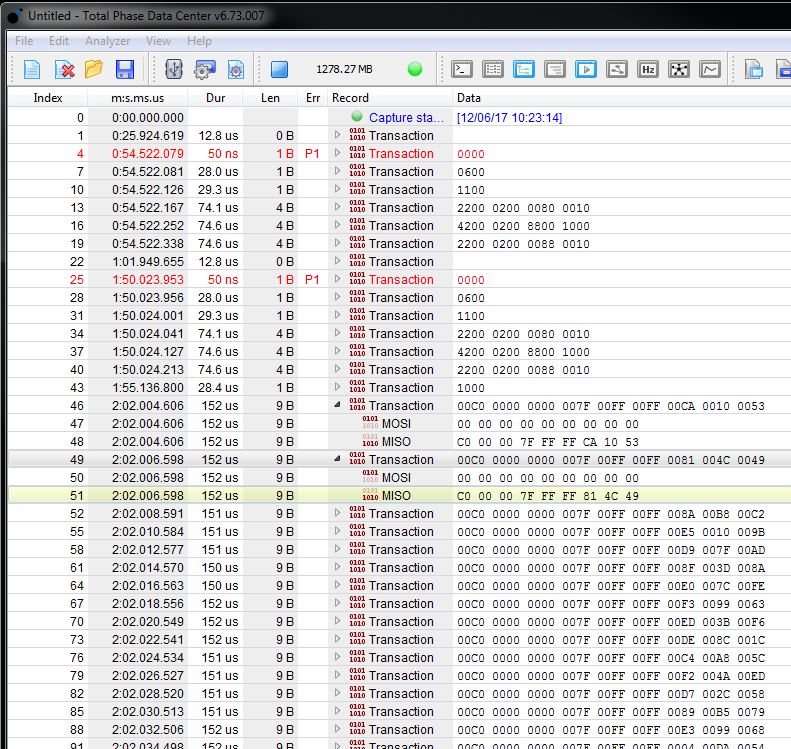 Untitled - Total Phase Data Center v6.73.007
File Edit Analyzer View Help
1278.27 MB
Index m:s.ms.us Dur Len Err Record Data
0 0:00.000.000 Capture sta... [12/06/17 10:23:14]
1 0:25.924.619 12.8 us 0 B Transaction
4 0:54.522.079 50 ns 1 B P1 Transaction 0000
7 0:54.522.081 28.0 us 1 B Transaction 0600
10 0:54.522.126 29.3 us 1 B Transaction 1100
13 0:54.522.167 74.1 us 4 B Transaction 2200 0200 0080 0010
16 0:54.522.252 74.6 us 4 B Transaction 4200 0200 8800 1000
19 0:54.522.338 74.6 us 4 B Transaction 2200 0200 0088 0010
22 1:01.949.655 12.8 us 0 B Transaction
25 1:50.023.953 50 ns 1 B P1 Transaction 0000
28 1:50.023.956 28.0 us 1 B Transaction 0600
31 1:50.024.001 29.3 us 1 B Transaction 1100
34 1:50.024.041 74.1 us 4 B Transaction 2200 0200 0080 0010
37 1:50.024.127 74.6 us 4 B Transaction 4200 0200 8800 1000
40 1:50.024.213 74.6 us 4 B Transaction 2200 0200 0088 0010
43 1:55.136.800 28.4 us 1 B Transaction 1000
46 2:02.004.606 152 us 9 B Transaction 00C0 0000 0000 007F 00FF 00FF 00CA 0010 0053
47 2:02.004.606 152 us 9 B MOSI 00 00 00 00 00 00 00 00 00
48 2:02.004.606 152 us 9 B MISO C0 00 00 7F FF FF CA 10 53
49 2:02.006.598 152 us 9 B Transaction 00C0 0000 0000 007F 00FF 00FF 0081 004C 0049
50 2:02.006.598 152 us 9 B MOSI 00 00 00 00 00 00 00 00 00
51 2:02.006.598 152 us 9 B MISO C0 00 00 7F FF FF 81 4C 49
52 2:02.008.591 151 us 9 B Transaction 00C0 0000 0000 007F 00FF 00FF 008A 00B8 00C2
55 2:02.010.584 151 us 9 B Transaction 00C0 0000 0000 007F 00FF 00FF 00E5 0010 009B
58 2:02.012.577 151 us 9 B Transaction 00C0 0000 0000 007F 00FF 00FF 00D9 007F 00AD
61 2:02.014.570 150 us 9 B Transaction 00C0 0000 0000 007F 00FF 00FF 008F 003D 008A
64 2:02.016.563 150 us 9 B Transaction 00C0 0000 0000 007F 00FF 00FF 00E0 007C 00FE
67 2:02.018.556 152 us 9 B Transaction 00C0 0000 0000 007F 00FF 00FF 00F3 0099 0063
70 2:02.020.549 152 us 9 B Transaction 00C0 0000 0000 007F 00FF 00FF 00ED 003B 00F6
73 2:02.022.541 152 us 9 B Transaction 00C0 0000 0000 007F 00FF 00FF 00DE 008C 001C
76 2:02.024.534 151 us 9 B Transaction 00C0 0000 0000 007F 00FF 00FF 00C4 00A8 005C
79 2:02.026.527 151 us 9 B Transaction 00C0 0000 0000 007F 00FF 00FF 00F2 004A 00ED
82 2:02.028.520 151 us 9 B Transaction 00C0 0000 0000 007F 00FF 00FF 00D7 002C 0058
85 2:02.030.513 151 us 9 B Transaction 00C0 0000 0000 007F 00FF 00FF 0089 00B5 0079
88 2:02.032.506 152 us 9 B Transaction 00C0 0000 0000 007F 00FF 00FF 00E3 0099 0068
91 2:02.034.498 152 us 9 B Transaction 00C0 0000 0000 007F 00FF 00FF 0004 00DA 0054